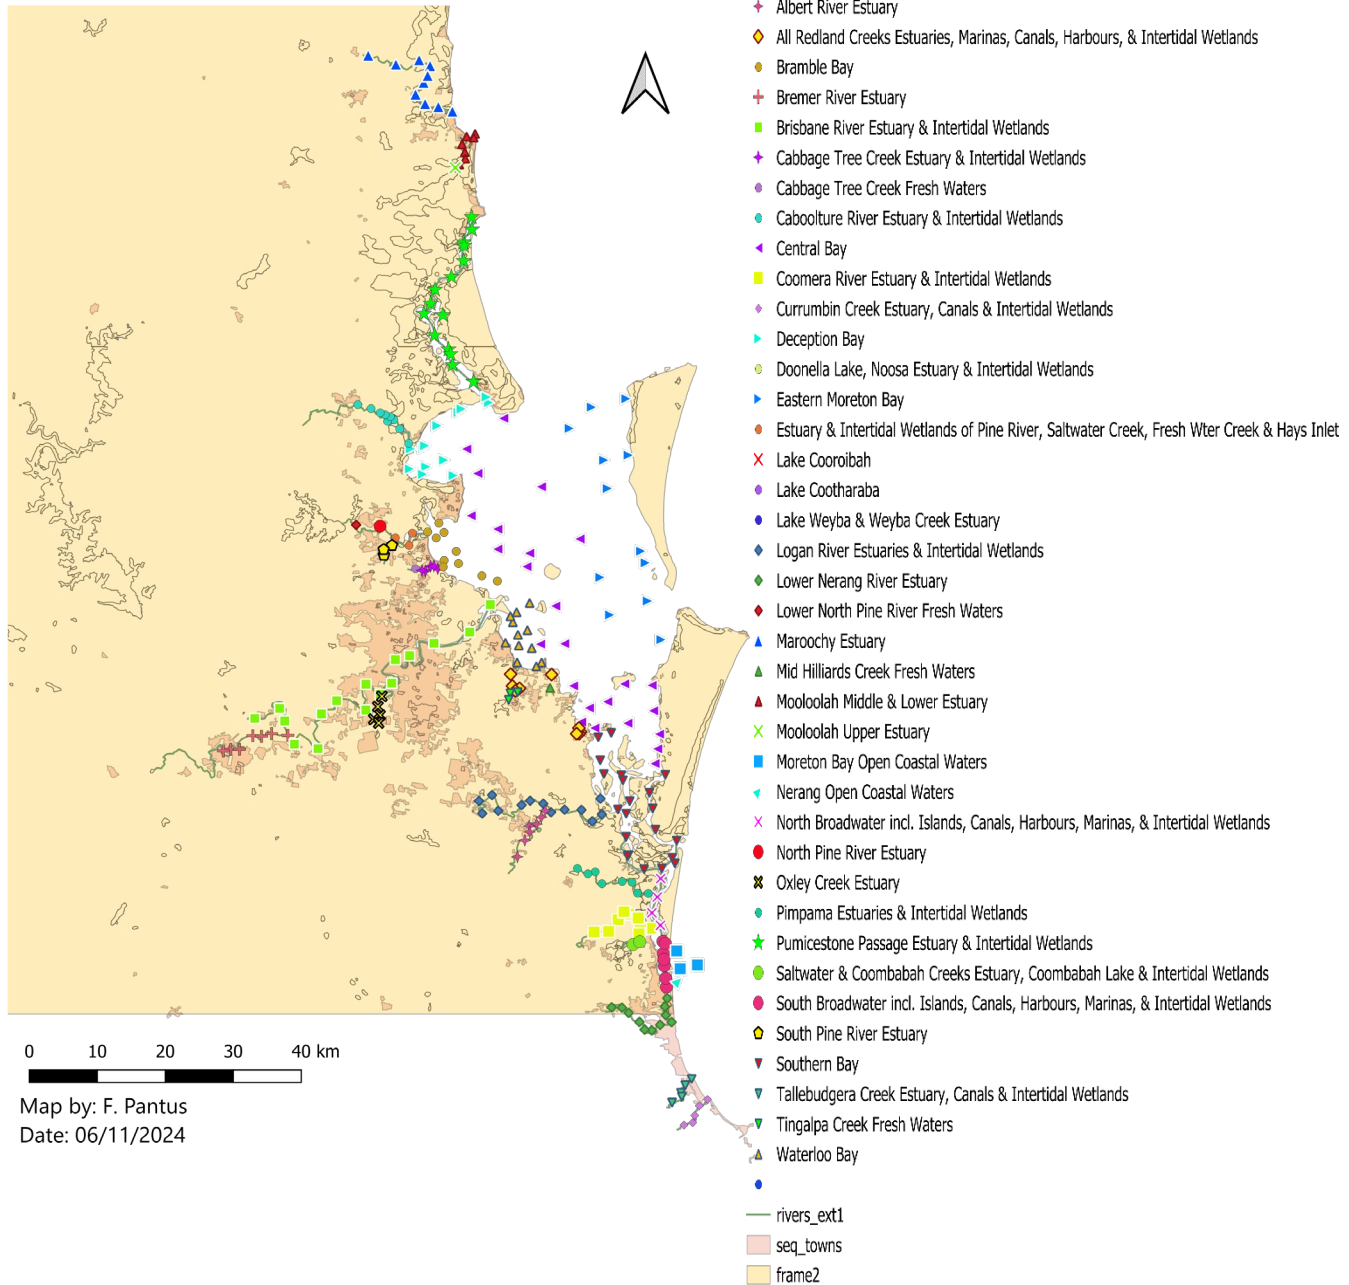 Albert River Estuary
All Redland Creeks Estuaries, Marinas, Canals, Harbours, & Intertidal Wetlands
Bramble Bay
Bremer River Estuary
Brisbane River Estuary & Intertidal Wetlands
Cabbage Tree Creek Estuary & Intertidal Wetlands
Cabbage Tree Creek Fresh Waters
Caboolture River Estuary & Intertidal Wetlands
Central Bay
Coomera River Estuary & Intertidal Wetlands
Currumbin Creek Estuary, Canals & Intertidal Wetlands
Deception Bay
Doonella Lake, Noosa Estuary & Intertidal Wetlands
Eastern Moreton Bay
Estuary & Intertidal Wetlands of Pine River, Saltwater Creek, Fresh Wter Creek & Hays Inlet
Lake Cooroibah
Lake Cootharaba
Lake Weyba & Weyba Creek Estuary
Logan River Estuaries & Intertidal Wetlands
Lower Nerang River Estuary
Lower North Pine River Fresh Waters
Maroochy Estuary
Mid Hilliards Creek Fresh Waters
Mooloolah Middle & Lower Estuary
Mooloolah Upper Estuary
Moreton Bay Open Coastal Waters
Nerang Open Coastal Waters
North Broadwater incl. Islands, Canals, Harbours, Marinas, & Intertidal Wetlands
North Pine River Estuary
Oxley Creek Estuary
Pimpama Estuaries & Intertidal Wetlands
Pumicestone Passage Estuary & Intertidal Wetlands
Saltwater & Coombabah Creeks Estuary, Coombabah Lake & Intertidal Wetlands
South Broadwater incl. Islands, Canals, Harbours, Marinas, & Intertidal Wetlands
South Pine River Estuary
Southern Bay
Tallebudgera Creek Estuary, Canals & Intertidal Wetlands
Tingalpa Creek Fresh Waters
Waterloo Bay
rivers_ext1
seq_towns
frame2
0 10 20 30 40 km
Map by: F. Pantus
Date: 06/11/2024